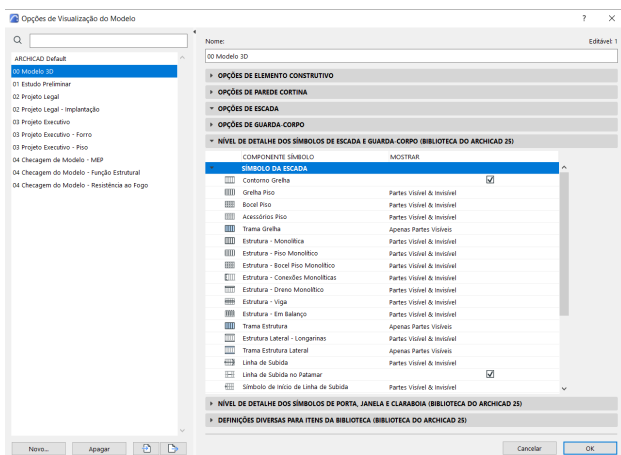 Opções de Visualização do Modelo
? ×
ARCHICAD Default
00 Modelo 3D
01 Estudo Preliminar
02 Projeto Legal
02 Projeto Legal - Implantação
03 Projeto Executivo
03 Projeto Executivo - Forro
03 Projeto Executivo - Piso
04 Checagem de Modelo - MEP
04 Checagem do Modelo - Função Estrutural
04 Checagem do Modelo - Resistência ao Fogo
Novo...
Apagar
Nome:
Editável: 1
00 Modelo 3D
OPÇÕES DE ELEMENTO CONSTRUTIVO
OPÇÕES DE PAREDE CORTINA
OPÇÕES DE ESCADA
OPÇÕES DE GUARDA-CORPO
NÍVEL DE DETALHE DOS SÍMBOLOS DE ESCADA E GUARDA-CORPO (BIBLIOTECA DO ARCHICAD 25)
COMPONENTE SÍMBOLO MOSTRAR
SÍMBOLO DA ESCADA
Contorno Grelha
Grelha Piso Partes Visível & Invisível
Bocel Piso Partes Visível & Invisível
Acessórios Piso Partes Visível & Invisível
Trama Grelha Apenas Partes Visíveis
Estrutura - Monolítica Partes Visível & Invisível
Estrutura - Piso Monolítico Partes Visível & Invisível
Estrutura - Bocel Piso Monolítico Partes Visível & Invisível
Estrutura - Conexões Monolíticas Partes Visível & Invisível
Estrutura - Dreno Monolítico Partes Visível & Invisível
Estrutura - Viga Partes Visível & Invisível
Estrutura - Em Balanço Partes Visível & Invisível
Trama Estrutura Apenas Partes Visíveis
Estrutura Lateral - Longarinas Partes Visível & Invisível
Trama Estrutura Lateral Apenas Partes Visíveis
Linha de Subida Partes Visível & Invisível
Linha de Subida no Patamar
Símbolo de Início de Linha de Subida Partes Visível & Invisível
NÍVEL DE DETALHE DOS SÍMBOLOS DE PORTA, JANELA E CLARABOIA (BIBLIOTECA DO ARCHICAD 25)
DEFINIÇÕES DIVERSAS PARA ITENS DA BIBLIOTECA (BIBLIOTECA DO ARCHICAD 25)
Cancelar
OK